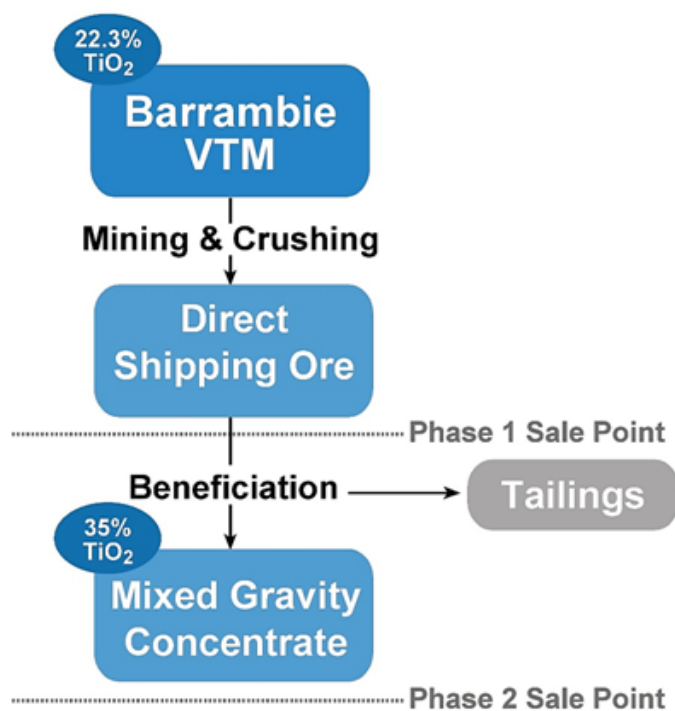 22.3%
TiO₂
Barrambie
VTM
Mining & Crushing
Direct
Shipping Ore
Phase 1 Sale Point
Beneficiation
Tailings
35%
TiO₂
Mixed Gravity
Concentrate
Phase 2 Sale Point